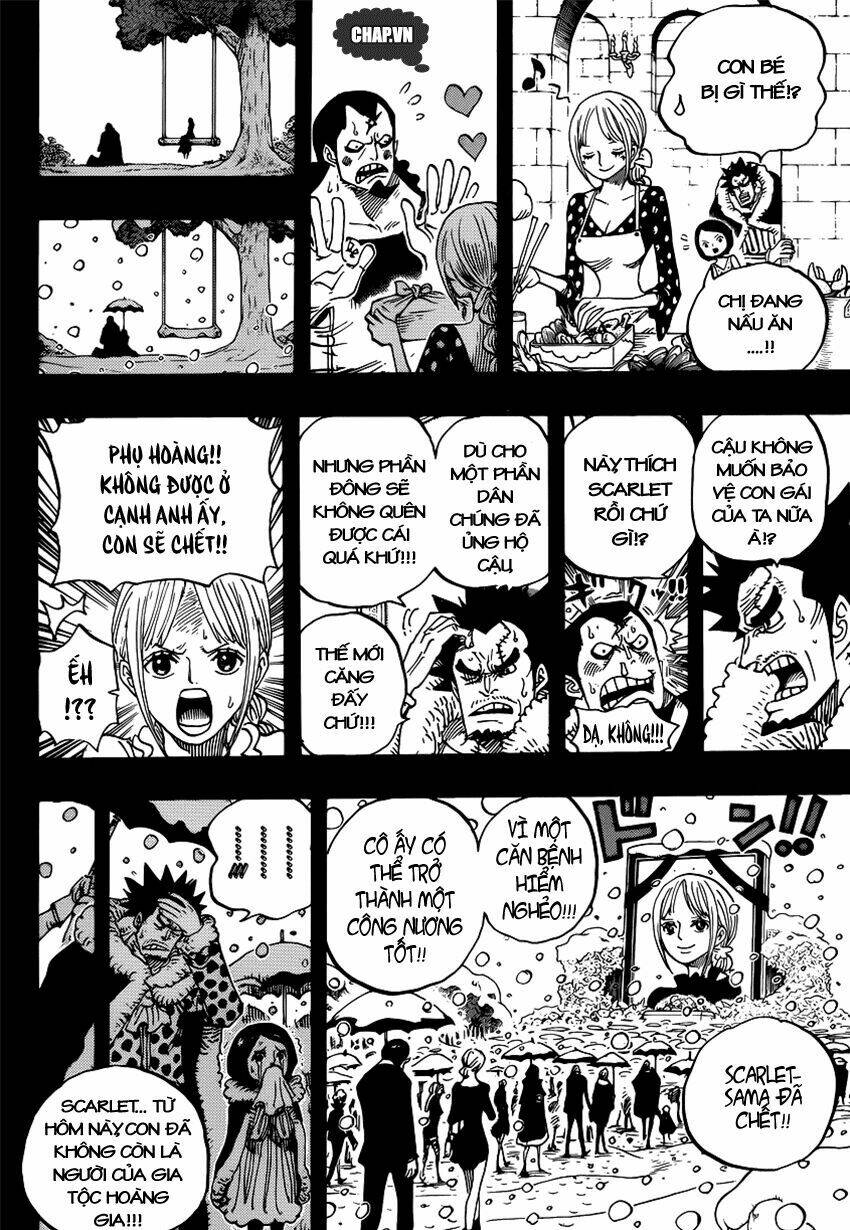 CHAP.VN
CON BÉ
BỊ GÌ THẾ!?
CHỊ ĐANG
NẤU ĂN
....!!
CẬU KHÔNG
MUỐN BẢO
VỆ CON GÁI
CỦA TA NỮA
À!?
NÀY, THÍCH
SCARLET
RỒI CHỨ
GÌ!?
DẠ, KHÔNG!!!
DÙ CHO
MỘT PHẦN
DÂN
CHÚNG ĐÃ
ỦNG HỘ
CẬU,
NHƯNG PHẦN
ĐÔNG SẼ
KHÔNG QUÊN
ĐƯỢC CÁI
QUÁ KHỨ!!!
THẾ MỚI
CĂNG
ĐẤY
CHỨ!!!
PHỤ HOÀNG!!
KHÔNG ĐƯỢC Ở
CẠNH ANH ẤY,
CON SẼ CHẾT!!
ẾH
!???
ドン!!
VÌ MỘT
CĂN BỆNH
HIỂM
NGHÈO!!!
CÔ ẤY CÓ
THỂ TRỞ
THÀNH MỘT
CÔNG NƯƠNG
TỐT!!
SCARLET-
SAMA ĐÃ
CHẾT!!
SCARLET... TỪ
HÔM NÀY, CON ĐÃ
KHÔNG CÒN LÀ
NGƯỜI CỦA GIA
TỘC HOÀNG
GIA!!!